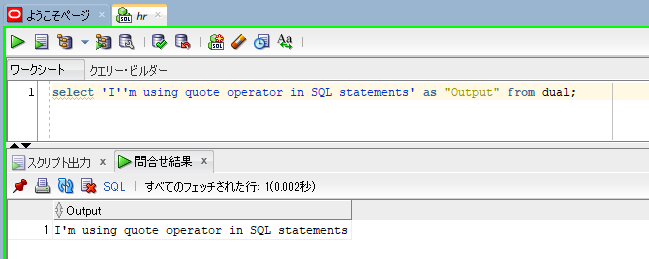 ようこそページ × hr ×
SQL Aa
ワークシート クエリー・ビルダー
1 select 'I''m using quote operator in SQL statements' as "Output" from dual;
スクリプト出力 × 問合せ結果 ×
SQL | すべてのフェッチされた行: 1(0.002秒)
Output
1 I'm using quote operator in SQL statements